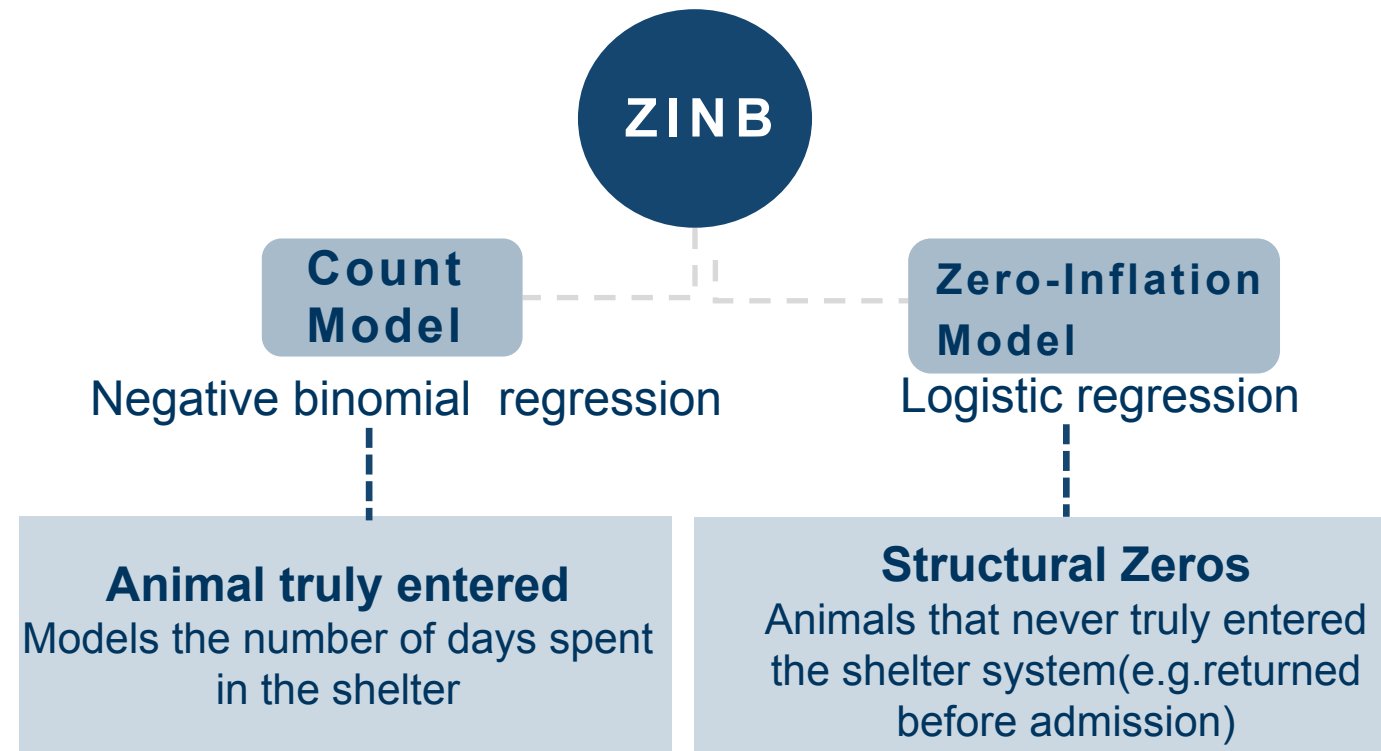 ZINB
Count
Model
Zero-Inflation
Model
Negative binomial regression
Logistic regression
Animal truly entered
Models the number of days spent
in the shelter
Structural Zeros
Animals that never truly entered
the shelter system(e.g.returned
before admission)